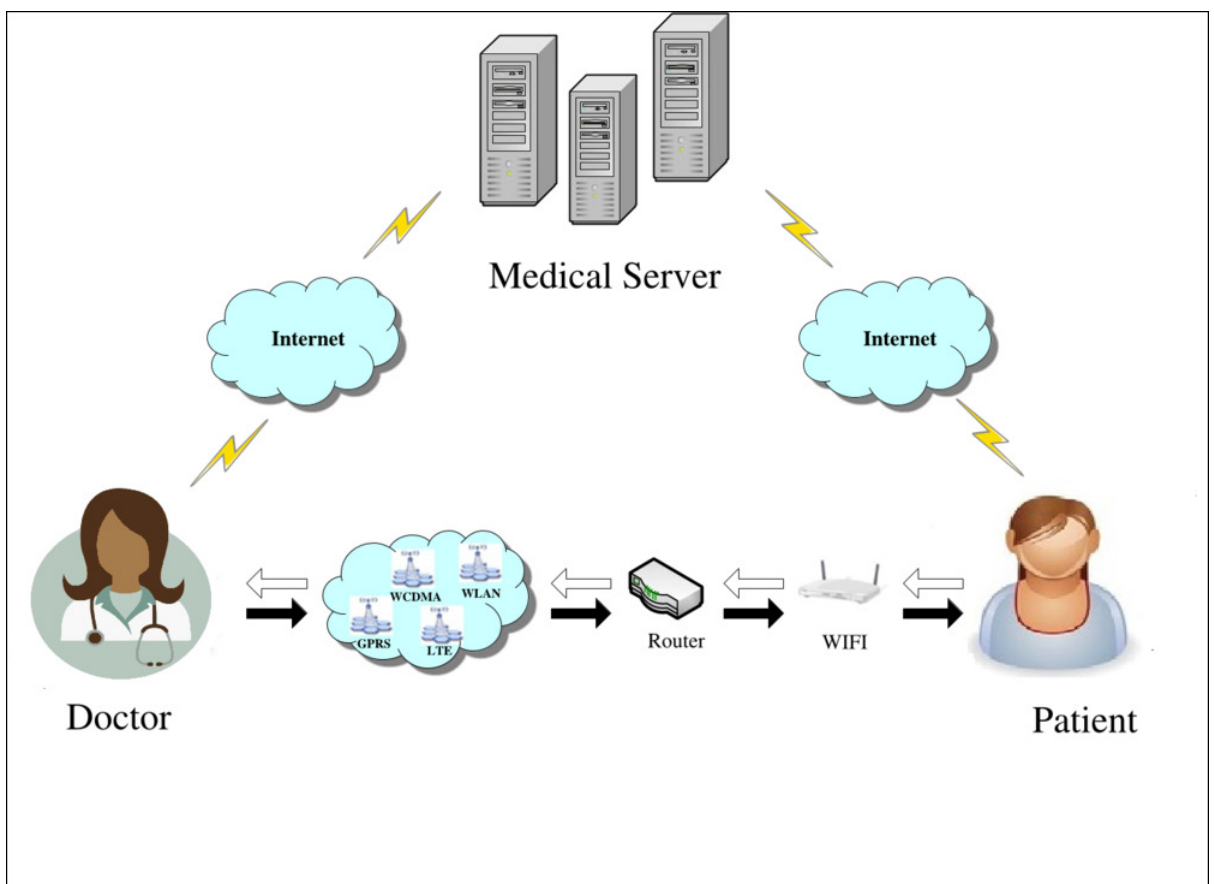 Medical Server
Internet
Internet
WCDMA
WLAN
GPRS
LTE
Router
WIFI
Doctor
Patient